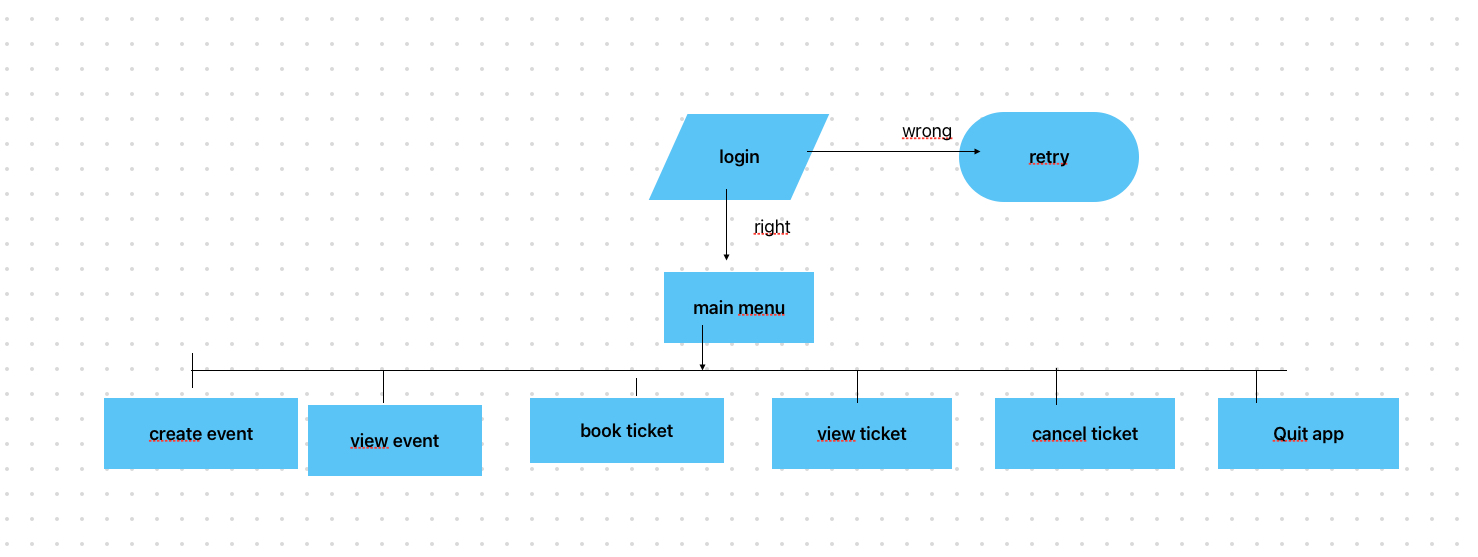 wrong
login
retry
right
main menu
create event
view event
book ticket
view ticket
cancel ticket
Quit app